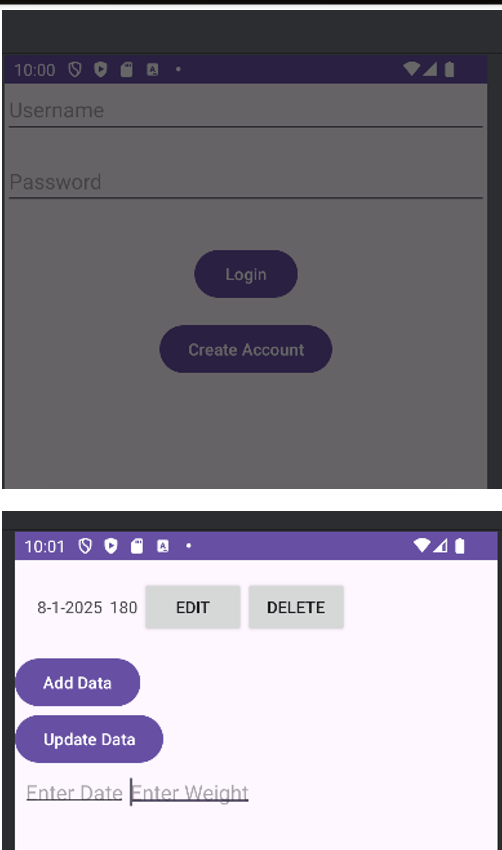 10:00
Username
Password
Login
Create Account
10:01
8-1-2025 180 EDIT DELETE
Add Data
Update Data
Enter Date Enter Weight